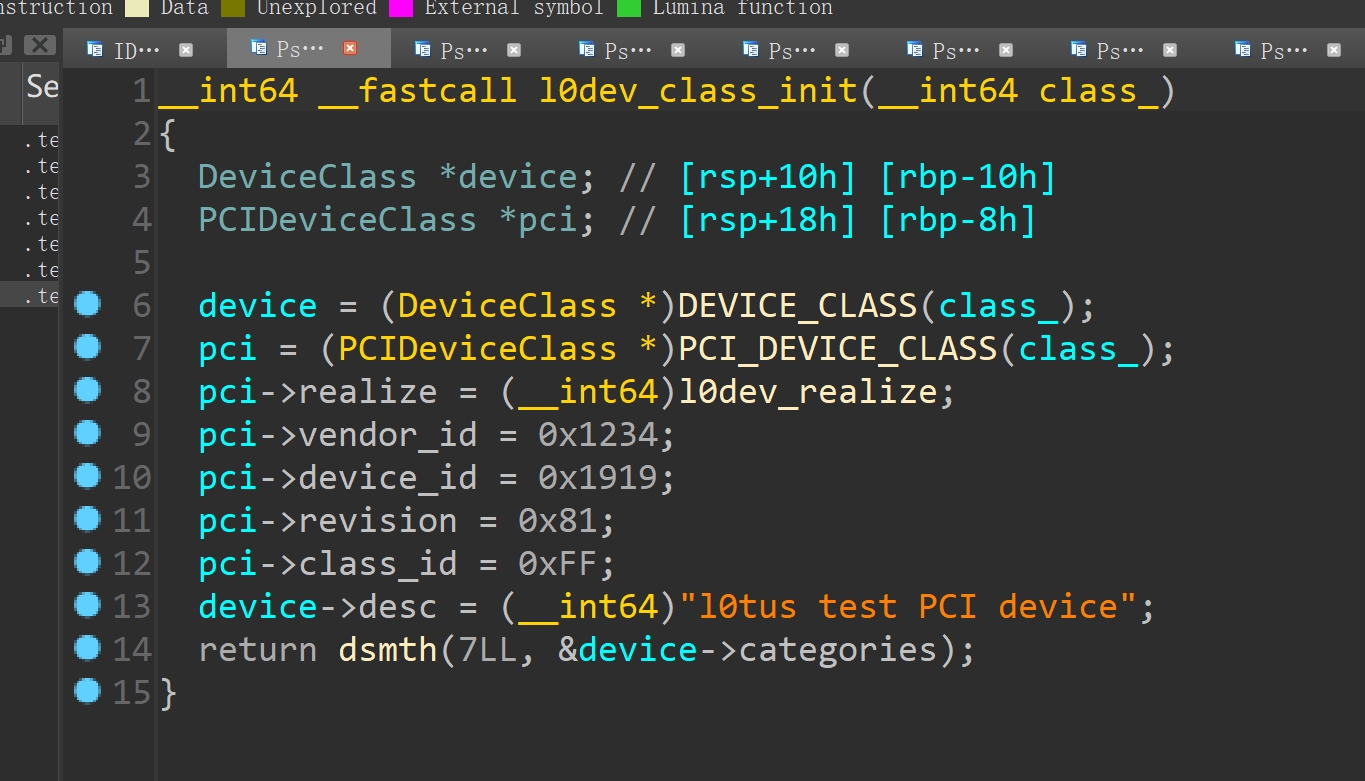 nstruction Data Unexplored External symbol Lumina function
ID··· Ps··· Ps··· Ps··· Ps··· Ps··· Ps··· Ps···
Se
.te
.te
.te
.te
.te
.te
.te
1 __int64 __fastcall l0dev_class_init(__int64 class_)
2 {
3 DeviceClass *device; // [rsp+10h] [rbp-10h]
4 PCIDeviceClass *pci; // [rsp+18h] [rbp-8h]
5
6 device = (DeviceClass *)DEVICE_CLASS(class_);
7 pci = (PCIDeviceClass *)PCI_DEVICE_CLASS(class_);
8 pci->realize = (__int64)l0dev_realize;
9 pci->vendor_id = 0x1234;
10 pci->device_id = 0x1919;
11 pci->revision = 0x81;
12 pci->class_id = 0xFF;
13 device->desc = (__int64)"l0tus test PCI device";
14 return dsmth(7LL, &device->categories);
15 }